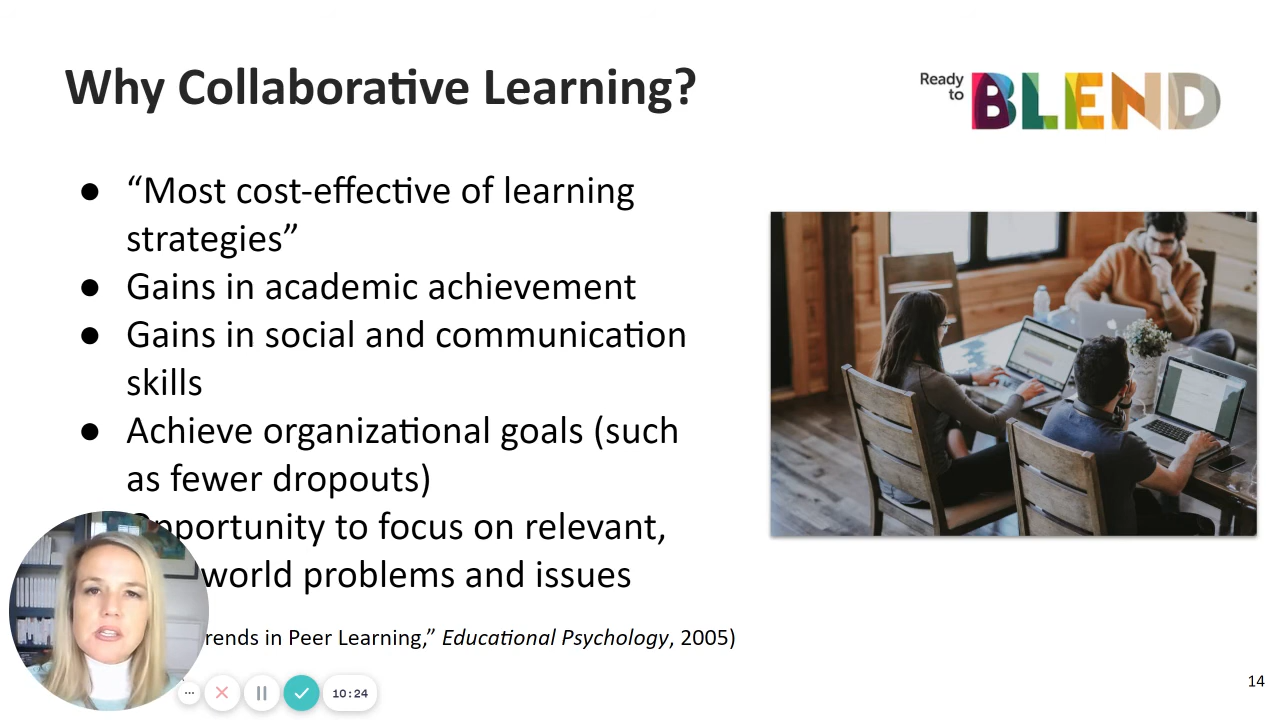 Why Collaborative Learning?
Ready
to
BLEND
● “Most cost-effective of learning
strategies”
● Gains in academic achievement
● Gains in social and communication
skills
● Achieve organizational goals (such
as fewer dropouts)
to focus on relevant,
world problems and issues
in Peer Learning,” Educational Psychology, 2005)
10:24
14